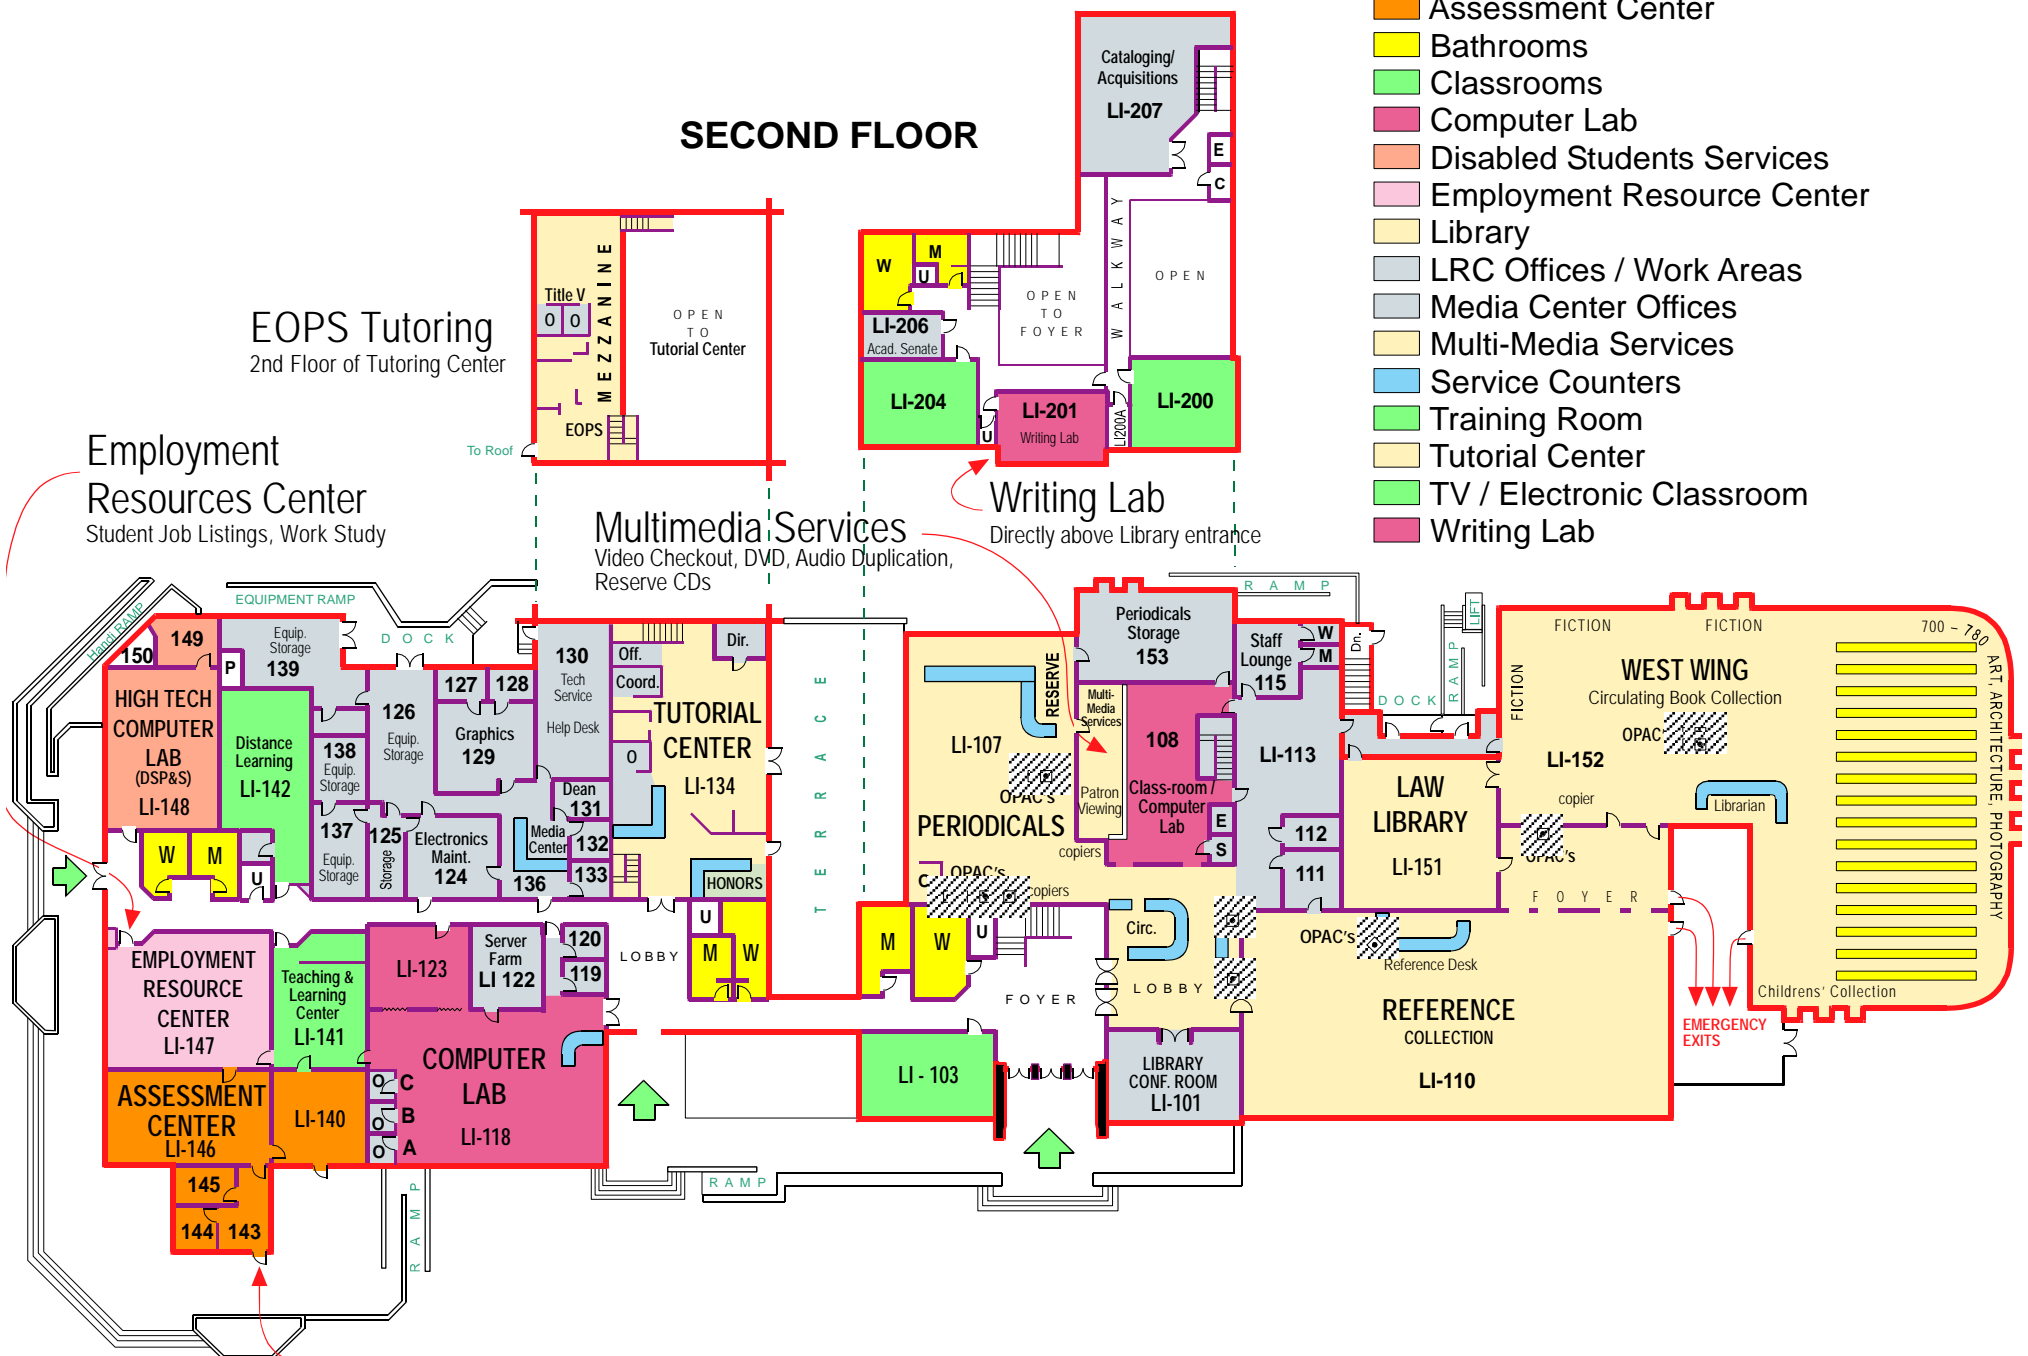 Assessment Center
Bathrooms
Classrooms
Computer Lab
Disabled Students Services
Employment Resource Center
Library
LRC Offices / Work Areas
Media Center Offices
Multi-Media Services
Service Counters
Training Room
Tutorial Center
TV / Electronic Classroom
Writing Lab
SECOND FLOOR
Cataloging/
Acquisitions
LI-207
E
C
WALKWAY
OPEN
W
M
U
OPEN
TO
FOYER
LI-206
Acad. Senate
LI-204
LI-201
Writing Lab
U
LI200A
LI-200
MEZZANINE
Title V
O O
OPEN
TO
Tutorial Center
EOPS
To Roof
EOPS Tutoring
2nd Floor of Tutoring Center
Employment
Resources Center
Student Job Listings, Work Study
Multimedia Services
Video Checkout, DVD, Audio Duplication,
Reserve CDs
Writing Lab
Directly above Library entrance
EQUIPMENT RAMP
Handi RAMP
DOCK
150
149
P
Equip.
Storage
139
HIGH TECH
COMPUTER
LAB
(DSP&S)
LI-148
Distance
Learning
LI-142
138
Equip.
Storage
137
Equip.
Storage
126
Equip.
Storage
127
128
Graphics
129
130
Tech
Service
Help Desk
125
Storage
Electronics
Maint.
124
Media
Center
136
Dean
131
132
133
W
M
U
Off.
Coord.
O
Dir.
TUTORIAL
CENTER
LI-134
HONORS
TERRACE
LOBBY
U
M
W
EMPLOYMENT
RESOURCE
CENTER
LI-147
Teaching &
Learning
Center
LI-141
LI-123
Server
Farm
LI 122
120
119
COMPUTER
LAB
LI-118
O C
O B
O A
ASSESSMENT
CENTER
LI-146
LI-140
145
144
143
RAMP
RAMP
LI-107
RESERVE
OPAC's
PERIODICALS
OPAC's
copiers
copiers
Periodicals
Storage
153
Multi-
Media
Services
Patron
Viewing
108
Class-room /
Computer
Lab
E
S
Staff
Lounge
115
W
M
Dn.
RAMP
LI-113
112
111
M
W
U
FOYER
LI - 103
Circ.
LOBBY
LIBRARY
CONF. ROOM
LI-101
LAW
LIBRARY
LI-151
DOCK
RAMP
LIFT
FICTION
FICTION
FICTION
WEST WING
Circulating Book Collection
LI-152
copier
Librarian
700 - 780 ART, ARCHITECTURE, PHOTOGRAPHY
FOYER
OPAC's
Reference Desk
REFERENCE
COLLECTION
LI-110
EMERGENCY
EXITS
Childrens' Collection